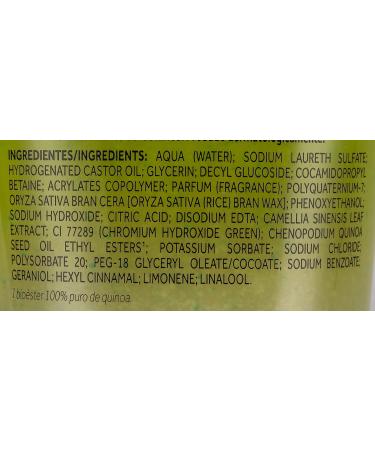 dermatológicamente.
INGREDIENTES/INGREDIENTS: AQUA (WATER); SODIUM LAURETH SULFATE;
HYDROGENATED CASTOR OIL; GLYCERIN; DECYL GLUCOSIDE; COCAMIDOPROPYL
BETAINE; ACRYLATES COPOLYMER; PARFUM (FRAGRANCE); POLYQUATERNIUM-7;
ORYZA SATIVA BRAN CERA [ORYZA SATIVA (RICE) BRAN WAX]; PHENOXYETHANOL;
SODIUM HYDROXIDE; CITRIC ACID; DISODIUM EDTA; CAMELLIA SINENSIS LEAF
EXTRACT; CI 77289 (CHROMIUM HYDROXIDE GREEN); CHENOPODIUM QUINOA
SEED OIL ETHYL ESTERS¹; POTASSIUM SORBATE; SODIUM CHLORIDE;
POLYSORBATE 20; PEG-18 GLYCERYL OLEATE/COCOATE; SODIUM BENZOATE;
GERANIOL; HEXYL CINNAMAL; LIMONENE; LINALOOL.
1 bioéster 100% puro de quinoa.